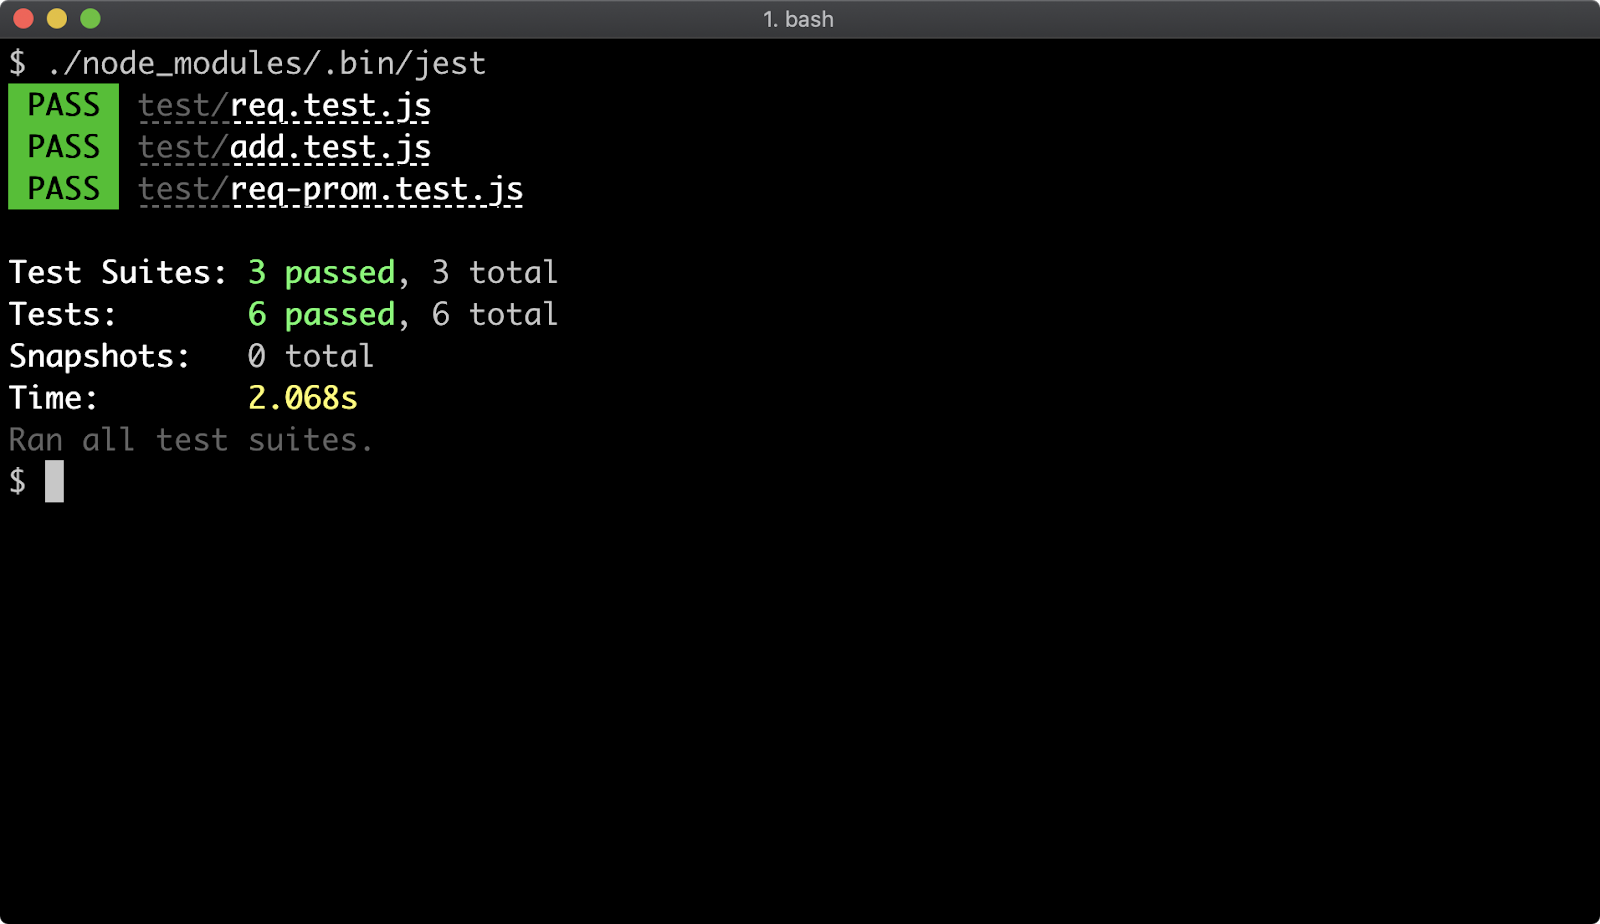 1. bash
$ ./node_modules/.bin/jest
PASS test/req.test.js
PASS test/add.test.js
PASS test/req-prom.test.js
Test Suites: 3 passed, 3 total
Tests: 6 passed, 6 total
Snapshots: 0 total
Time: 2.068s
Ran all test suites.
$